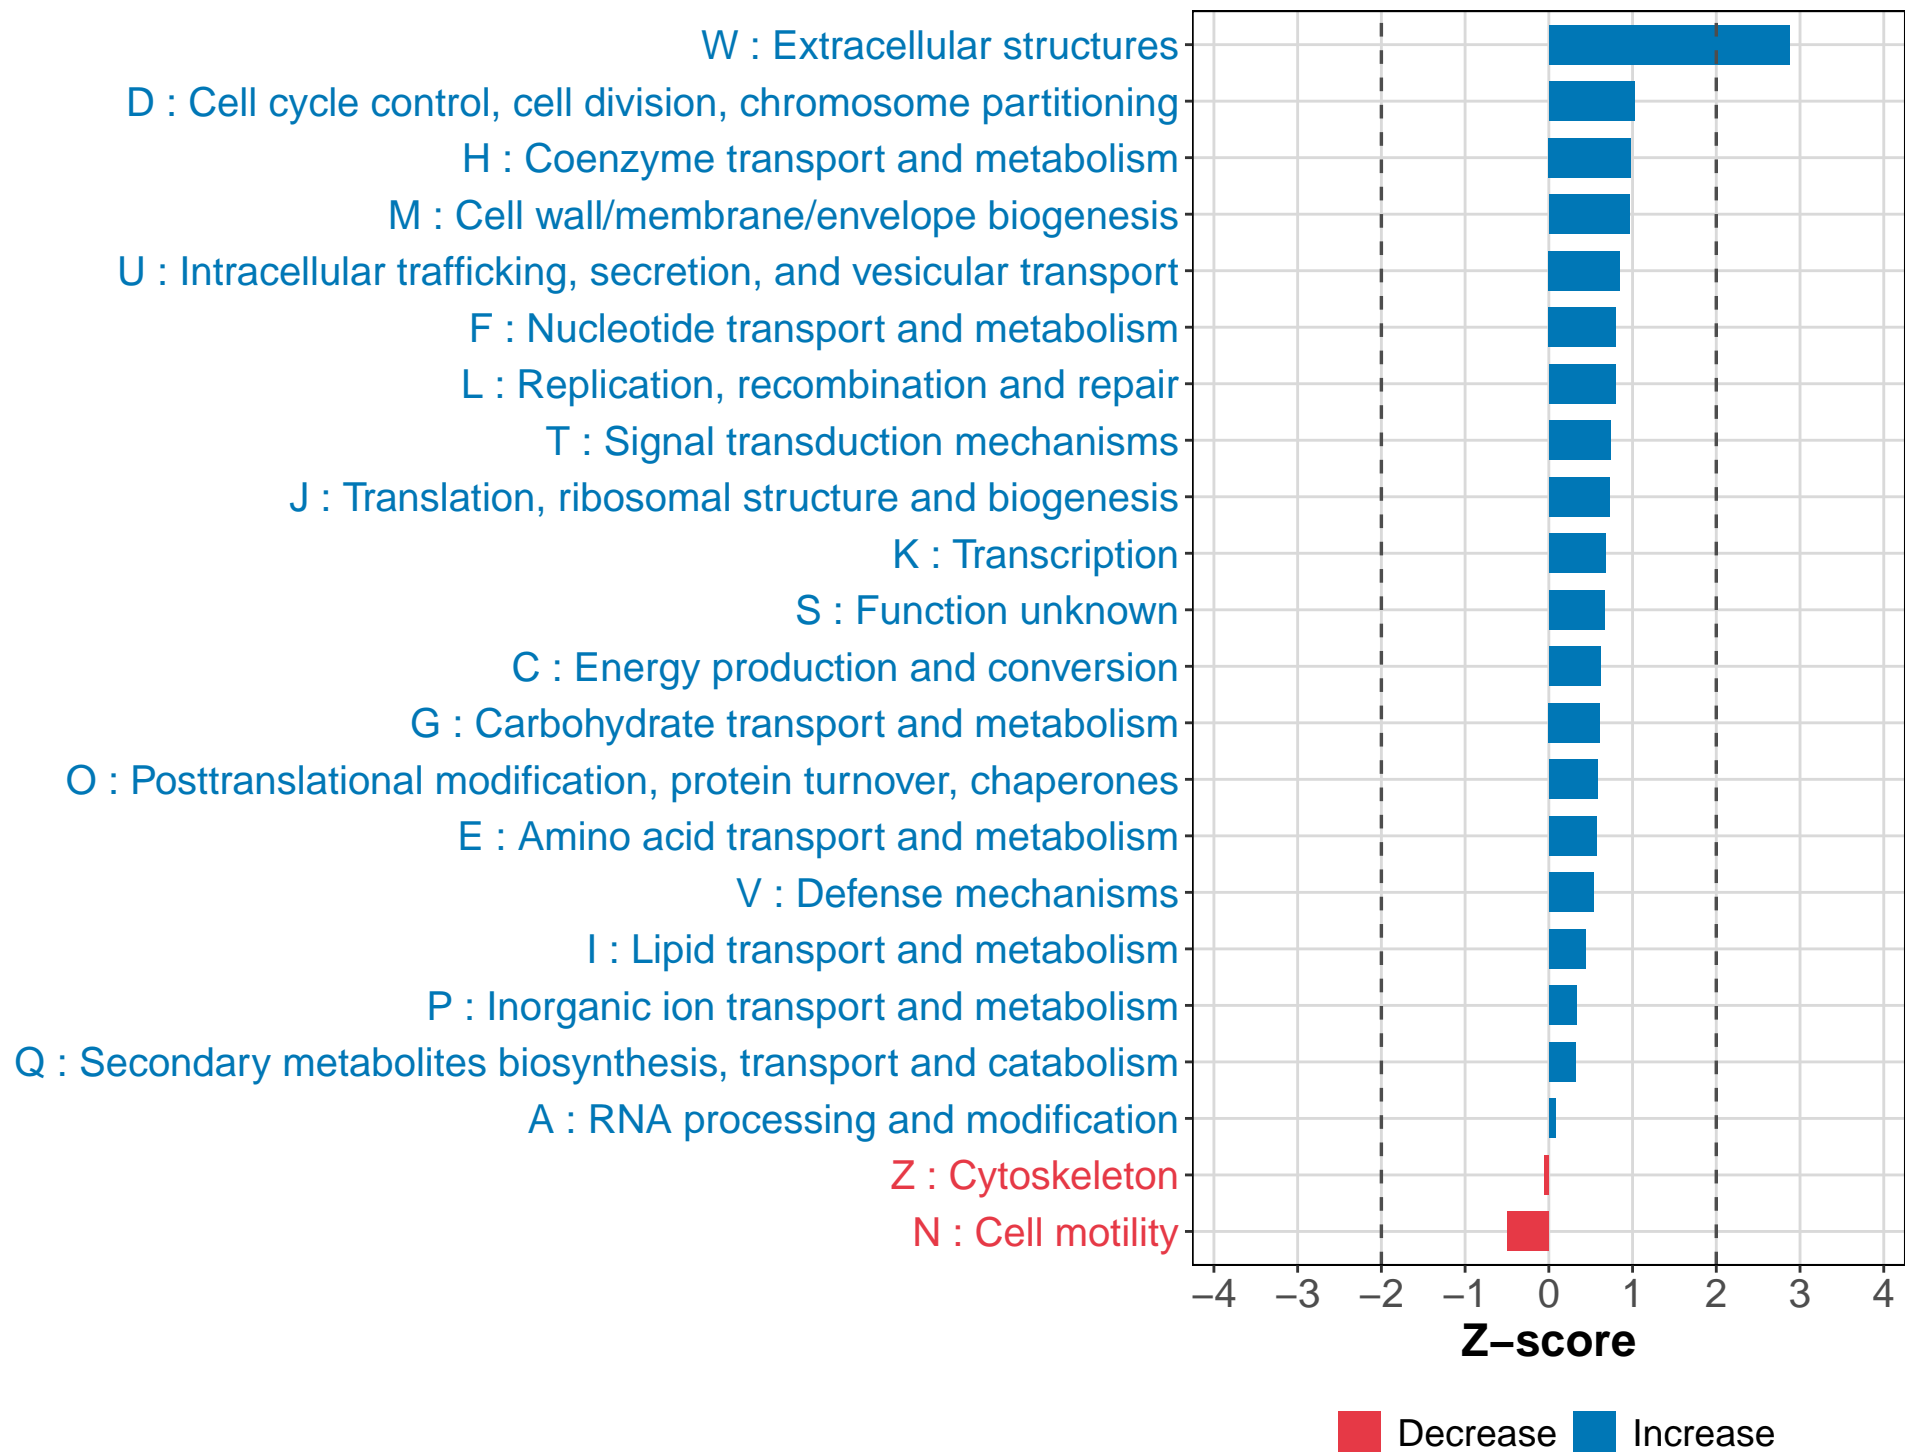 W : Extracellular structures
D : Cell cycle control, cell division, chromosome partitioning
H : Coenzyme transport and metabolism
M : Cell wall/membrane/envelope biogenesis
U : Intracellular trafficking, secretion, and vesicular transport
F : Nucleotide transport and metabolism
L : Replication, recombination and repair
T : Signal transduction mechanisms
J : Translation, ribosomal structure and biogenesis
K : Transcription
S : Function unknown
C : Energy production and conversion
G : Carbohydrate transport and metabolism
O : Posttranslational modification, protein turnover, chaperones
E : Amino acid transport and metabolism
V : Defense mechanisms
I : Lipid transport and metabolism
P : Inorganic ion transport and metabolism
Q : Secondary metabolites biosynthesis, transport and catabolism
A : RNA processing and modification
Z : Cytoskeleton
N : Cell motility
−4 −3 −2 −1 0 1 2 3 4
Z−score
Decrease Increase